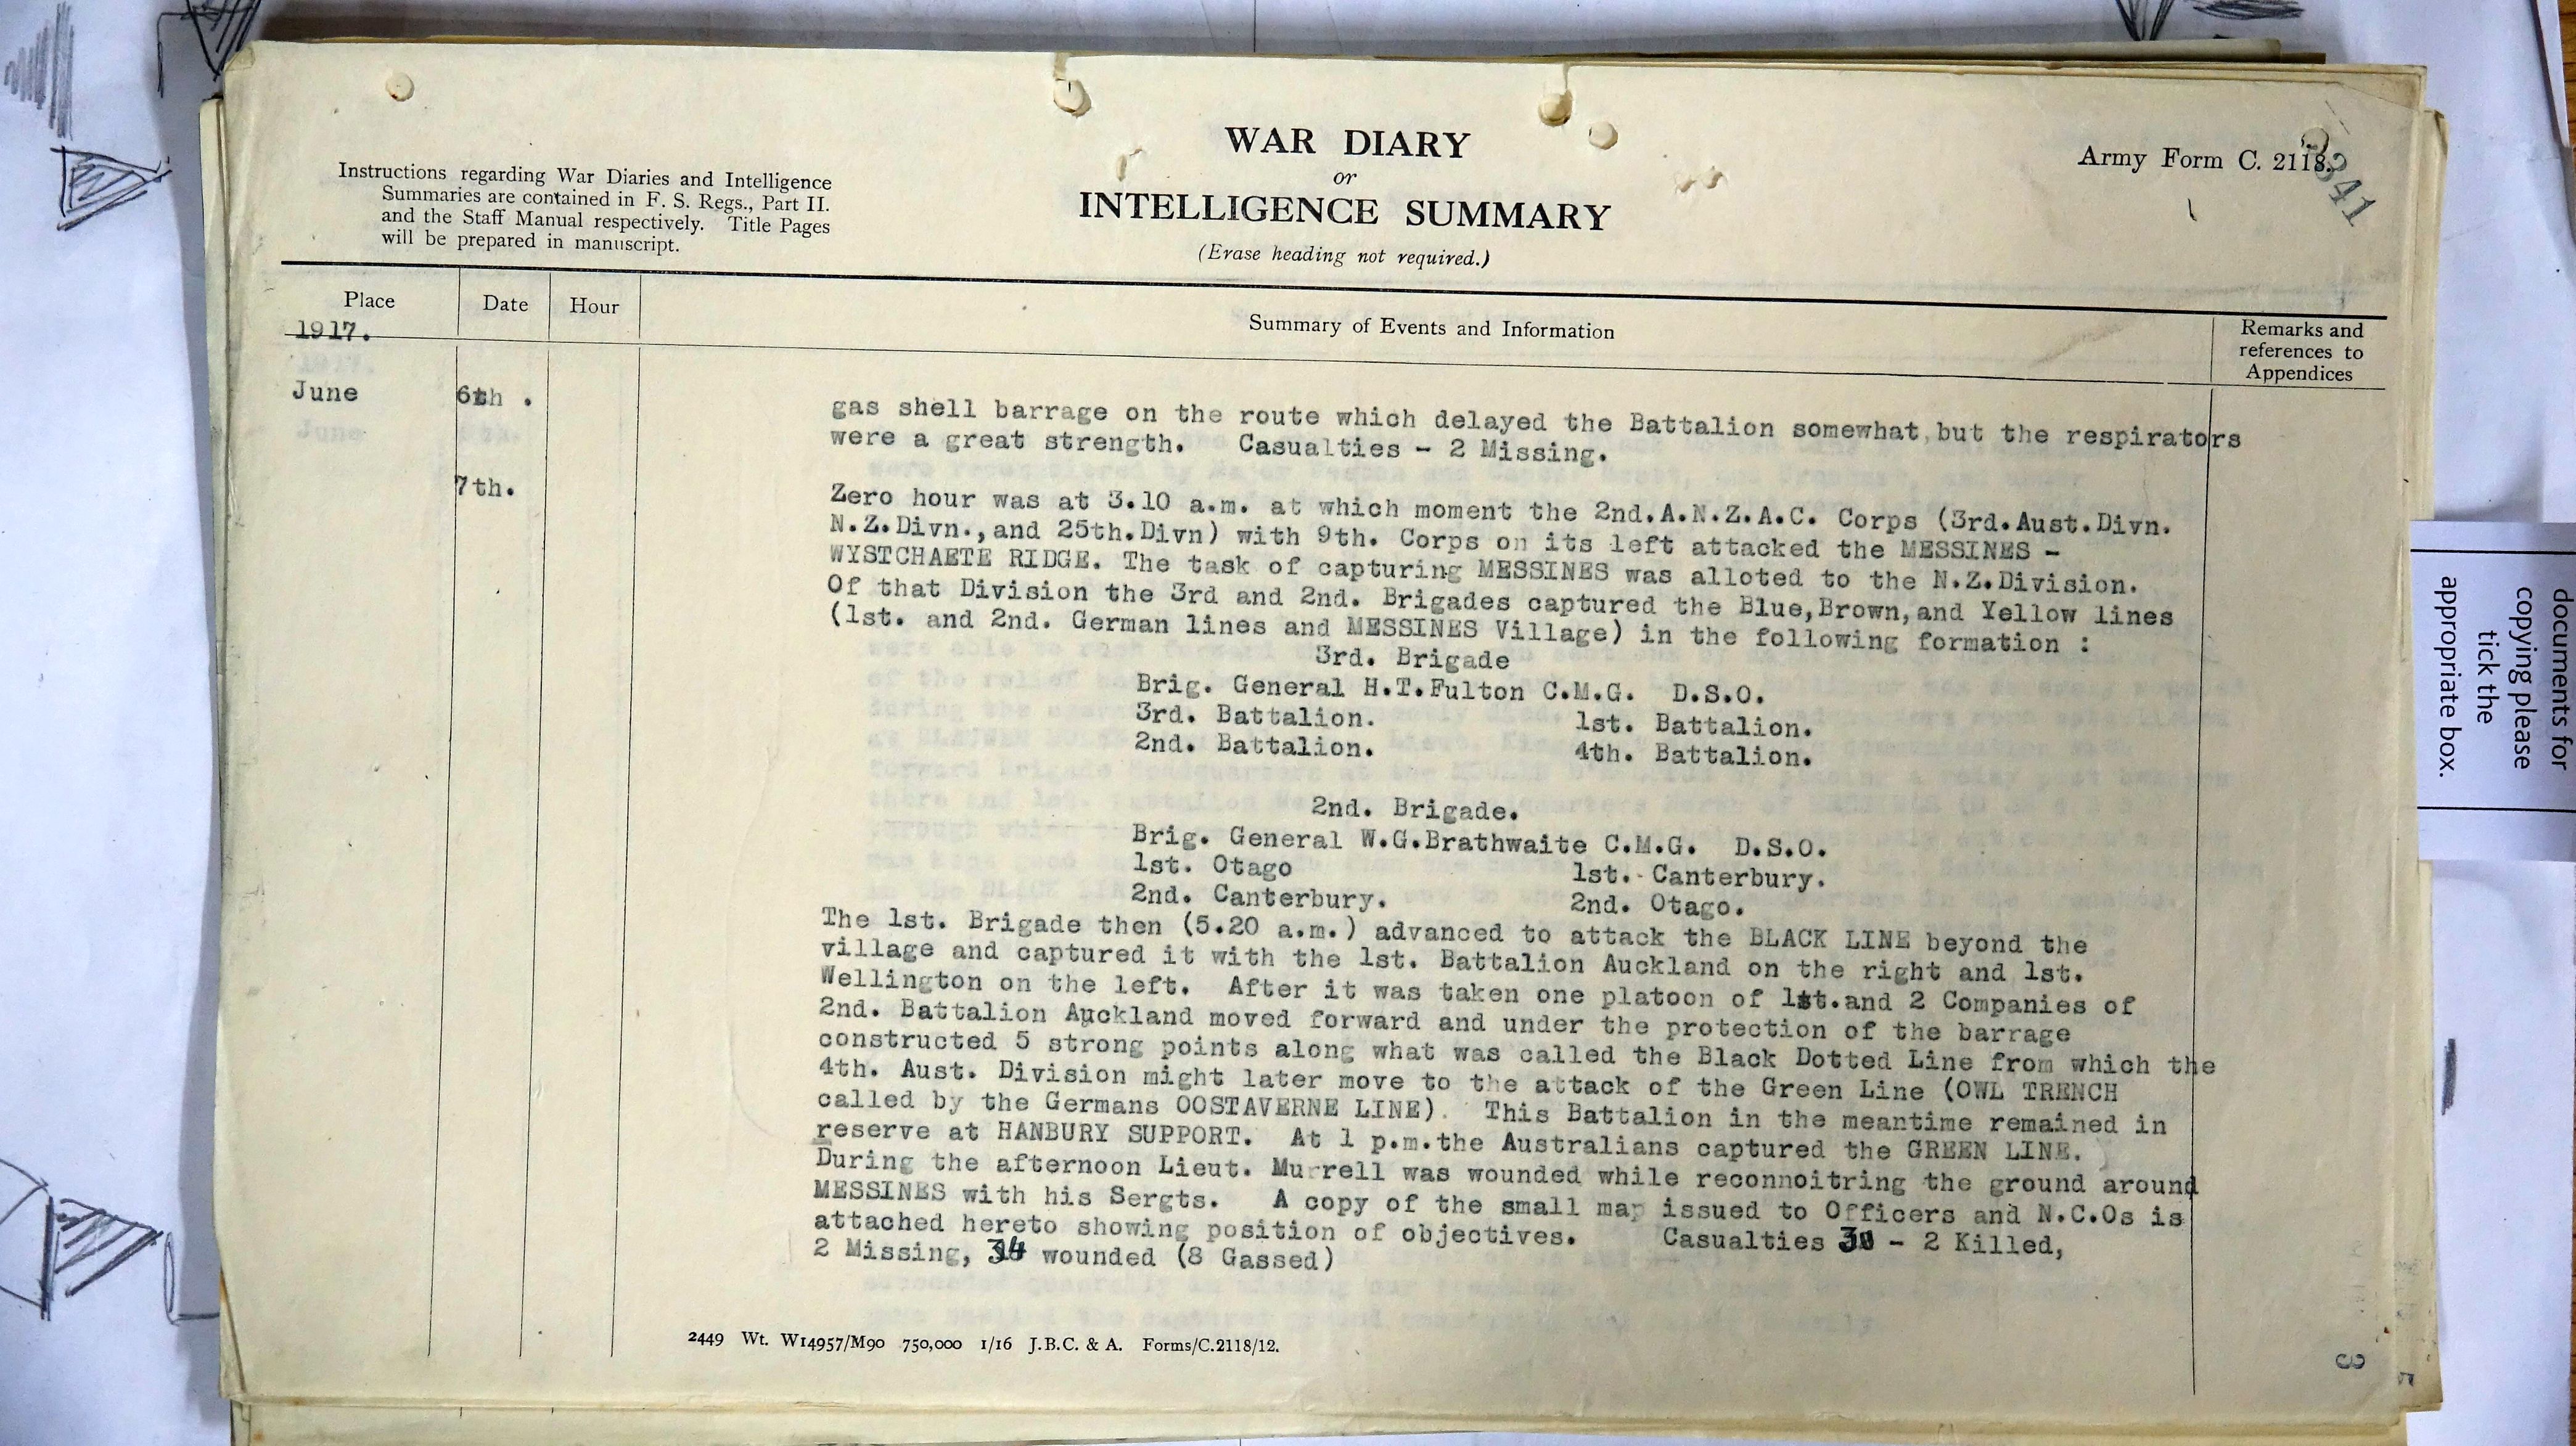 WAR DIARY
or
INTELLIGENCE SUMMARY
(Erase heading not required.)
Instructions regarding War Diaries and Intelligence
Summaries are contained in F. S. Regs., Part II.
and the Staff Manual respectively. Title Pages
will be prepared in manuscript.
Army Form C. 2118.
341
Place
Date
Hour
Summary of Events and Information
Remarks and
references to
Appendices
1917.
June 6th .
gas shell barrage on the route which delayed the Battalion somewhat, but the respirators
were a great strength. Casualties - 2 Missing.
7th.
Zero hour was at 3.10 a.m. at which moment the 2nd.A.N.Z.A.C. Corps (3rd.Aust.Divn.
N.Z.Divn.,and 25th.Divn) with 9th. Corps on its left attacked the MESSINES -
WYSTCHAETE RIDGE. The task of capturing MESSINES was alloted to the N.Z.Division.
Of that Division the 3rd and 2nd. Brigades captured the Blue,Brown,and Yellow lines
(1st. and 2nd. German lines and MESSINES Village) in the following formation :
3rd. Brigade
Brig. General H.T.Fulton C.M.G. D.S.O.
3rd. Battalion. 1st. Battalion.
2nd. Battalion. 4th. Battalion.
2nd. Brigade.
Brig. General W.G.Brathwaite C.M.G. D.S.O.
1st. Otago 1st. Canterbury.
2nd. Canterbury. 2nd. Otago.
The 1st. Brigade then (5.20 a.m.) advanced to attack the BLACK LINE beyond the
village and captured it with the 1st. Battalion Auckland on the right and 1st.
Wellington on the left. After it was taken one platoon of 1st.and 2 Companies of
2nd. Battalion Auckland moved forward and under the protection of the barrage
constructed 5 strong points along what was called the Black Dotted Line from which the
4th. Aust. Division might later move to the attack of the Green Line (OWL TRENCH
called by the Germans OOSTAVERNE LINE). This Battalion in the meantime remained in
reserve at HANBURY SUPPORT. At 1 p.m.the Australians captured the GREEN LINE.
During the afternoon Lieut. Murrell was wounded while reconnoitring the ground around
MESSINES with his Sergts. A copy of the small map issued to Officers and N.C.Os is
attached hereto showing position of objectives. Casualties - 2 Killed,
2 Missing, wounded (8 Gassed)
2449 Wt. W14957/M90 750,000 1/16 J.B.C. & A. Forms/C.2118/12.
3
documents for
copying please
tick the
appropriate box.